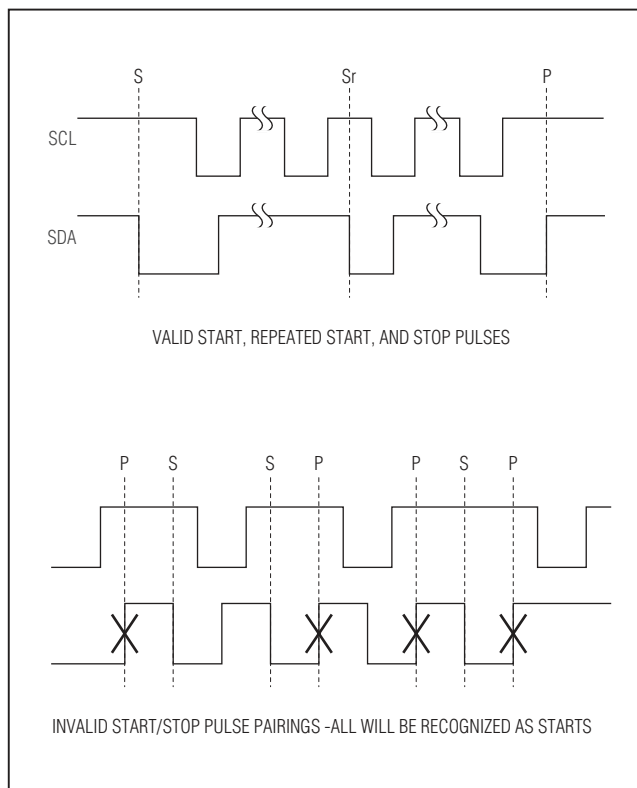 S Sr P
SCL
SDA
VALID START, REPEATED START, AND STOP PULSES
P S S P P S P
INVALID START/STOP PULSE PAIRINGS -ALL WILL BE RECOGNIZED AS STARTS